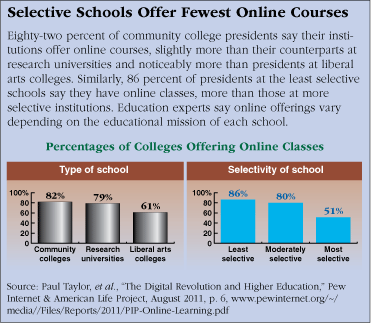 Selective Schools Offer Fewest Online Courses
Eighty-two percent of community college presidents say their insti-
tutions offer online courses, slightly more than their counterparts at
research universities and noticeably more than presidents at liberal
arts colleges. Similarly, 86 percent of presidents at the least selective
schools say they have online classes, more than those at more
selective institutions. Education experts say online offerings vary
depending on the educational mission of each school.
Percentages of Colleges Offering Online Classes
Type of school
100%
80
60
40
20
0
82%
79%
61%
Community
colleges
Research
universities
Liberal arts
colleges
Selectivity of school
100%
80
60
40
20
0
86%
80%
51%
Least
selective
Moderately
selective
Most
selective
Source: Paul Taylor, et al., “The Digital Revolution and Higher Education,” Pew
Internet & American Life Project, August 2011, p. 6, www.pewinternet.org/~/
media//Files/Reports/2011/PIP-Online-Learning.pdf